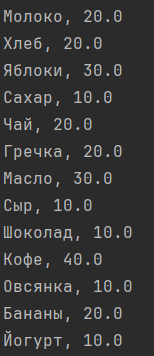 Молоко, 20.0
Хлеб, 20.0
Яблоки, 30.0
Сахар, 10.0
Чай, 20.0
Гречка, 20.0
Масло, 30.0
Сыр, 10.0
Шоколад, 10.0
Кофе, 40.0
Овсянка, 10.0
Бананы, 20.0
Йогурт, 10.0